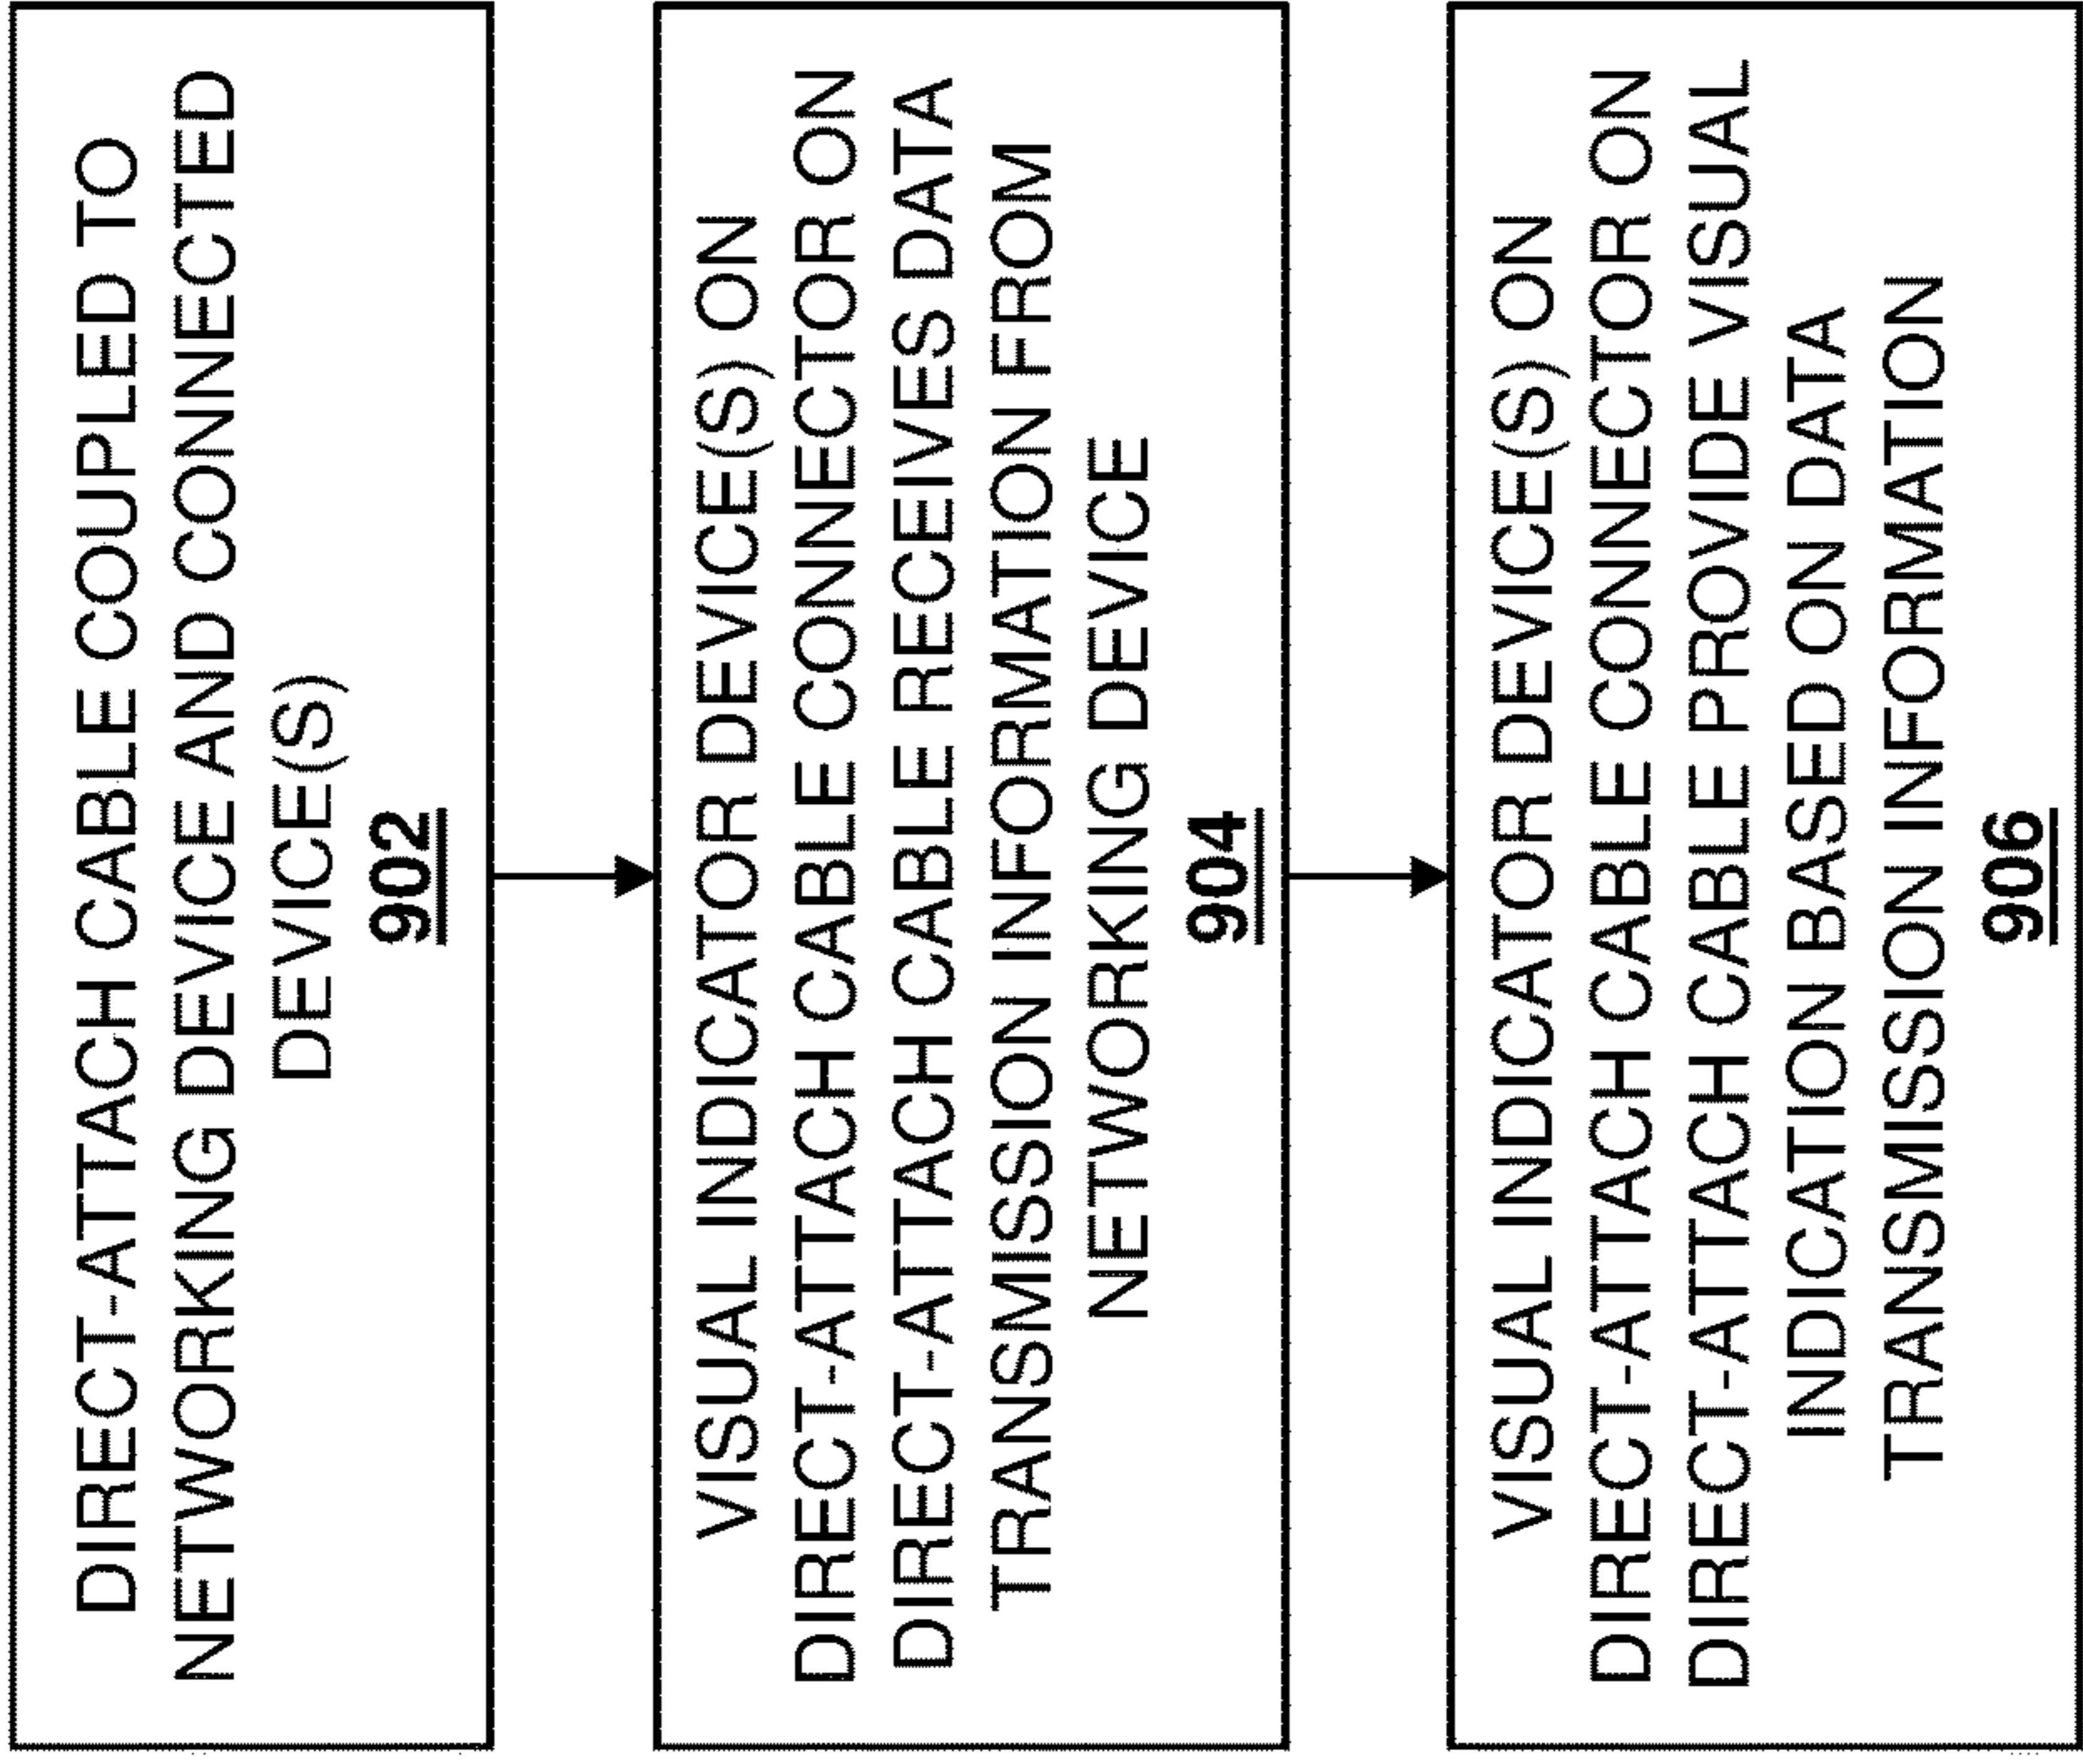 DIRECT-ATTACH CABLE COUPLED TO
NETWORKING DEVICE AND CONNECTED
DEVICE(S)
902
VISUAL INDICATOR DEVICE(S) ON
DIRECT-ATTACH CABLE CONNECTOR ON
DIRECT-ATTACH CABLE RECEIVES DATA
TRANSMISSION INFORMATION FROM
NETWORKING DEVICE
904
VISUAL INDICATOR DEVICE(S) ON
DIRECT-ATTACH CABLE CONNECTOR ON
DIRECT-ATTACH CABLE PROVIDE VISUAL
INDICATION BASED ON DATA
TRANSMISSION INFORMATION
906